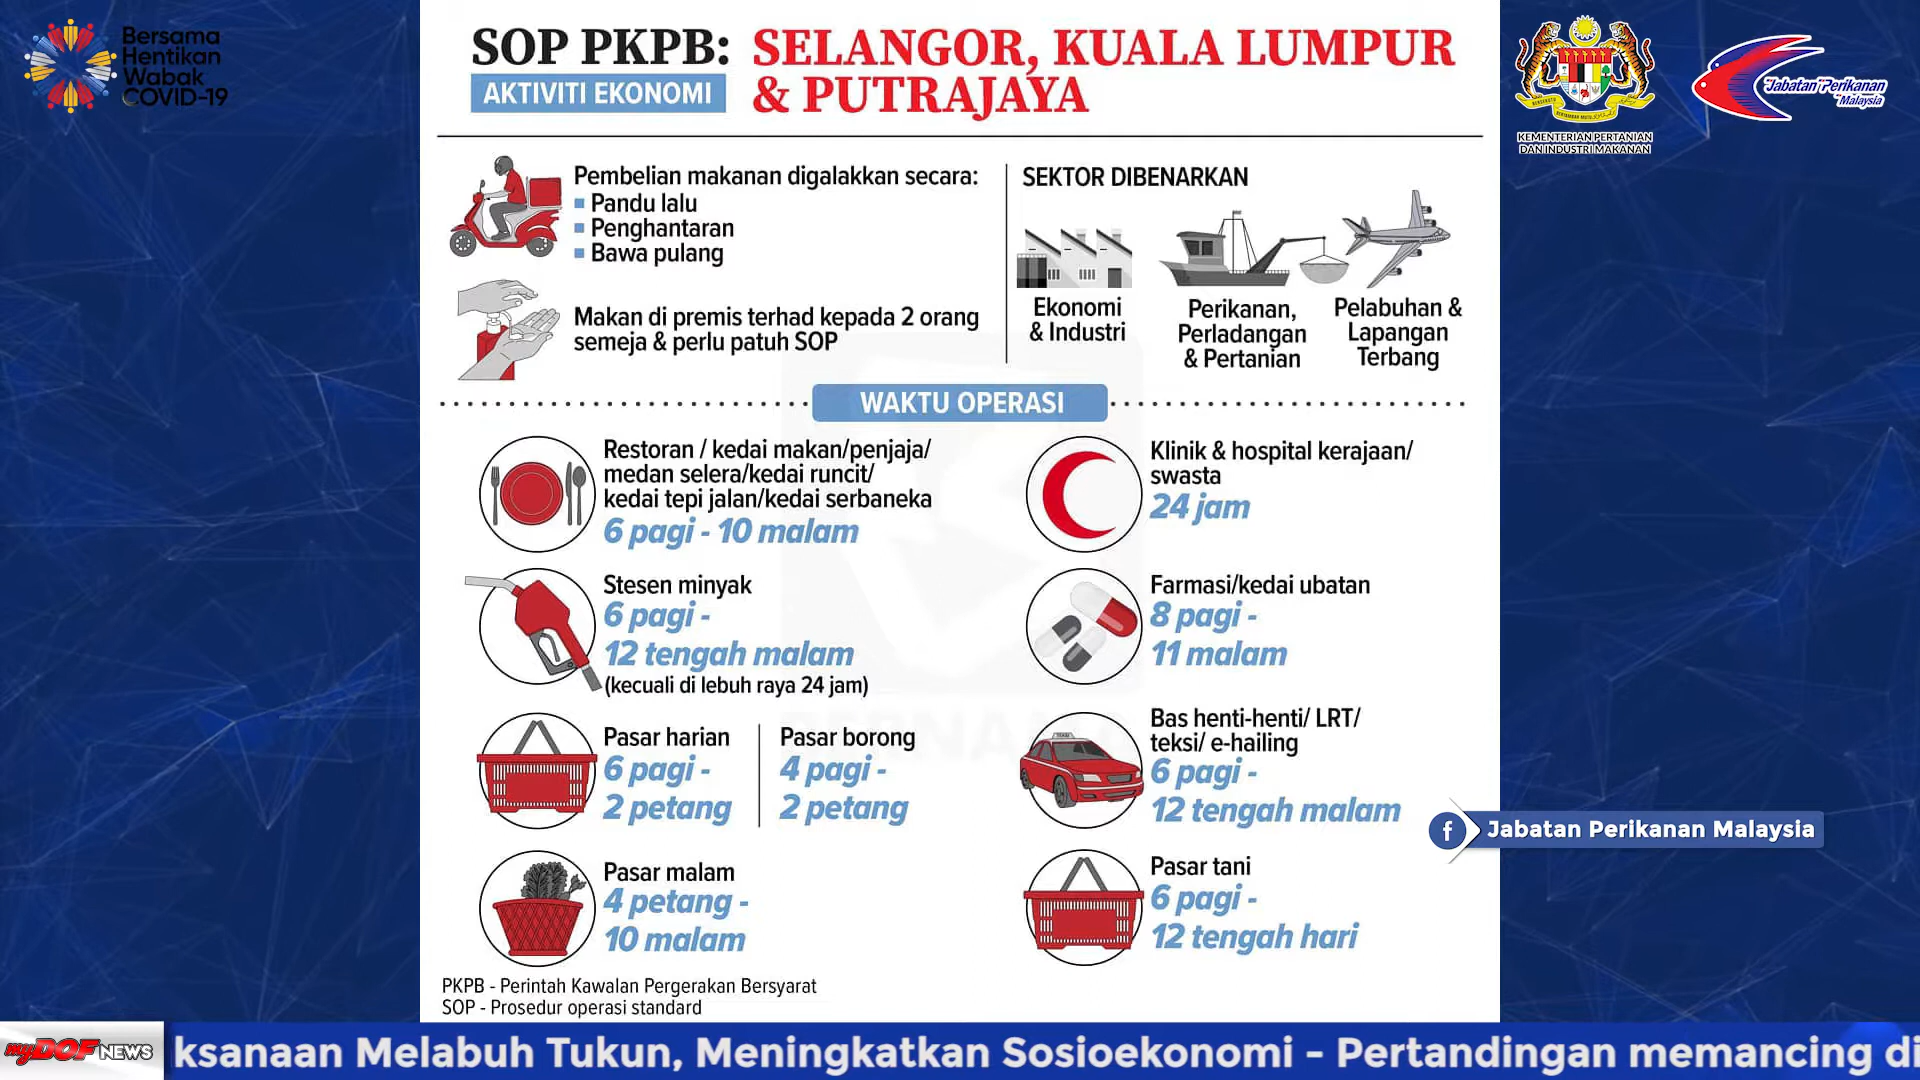 Bersama
Hentikan
Wabak
COVID-19
SOP PKPB:
AKTIVITI EKONOMI
SELANGOR, KUALA LUMPUR
& PUTRAJAYA
KEMENTERIAN PERTANIAN
DAN INDUSTRI MAKANAN
Jabatan Perikanan
Malaysia
Pembelian makanan digalakkan secara:
Pandu lalu
Penghantaran
Bawa pulang
Makan di premis terhad kepada 2 orang
semeja & perlu patuh SOP
SEKTOR DIBENARKAN
Ekonomi
& Industri
Perikanan,
Perladangan
& Pertanian
Pelabuhan &
Lapangan
Terbang
WAKTU OPERASI
Restoran / kedai makan/penjaja/
medan selera/kedai runcit/
kedai tepi jalan/kedai serbaneka
6 pagi - 10 malam
Klinik & hospital kerajaan/
swasta
24 jam
Stesen minyak
6 pagi -
12 tengah malam
(kecuali di lebuh raya 24 jam)
Farmasi/kedai ubatan
8 pagi -
11 malam
Pasar harian
6 pagi -
2 petang
Pasar borong
4 pagi -
2 petang
Bas henti-henti/ LRT/
teksi/ e-hailing
6 pagi -
12 tengah malam
Pasar malam
4 petang -
10 malam
Pasar tani
6 pagi -
12 tengah hari
f Jabatan Perikanan Malaysia
PKPB - Perintah Kawalan Pergerakan Bersyarat
SOP - Prosedur operasi standard
myDOF NEWS
ksanaan Melabuh Tukun, Meningkatkan Sosioekonomi - Pertandingan memancing di